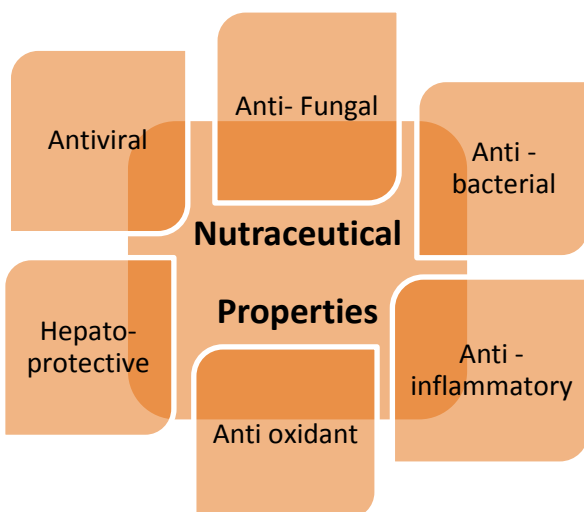 Anti- Fungal
Antiviral
Anti -
bacterial
Nutraceutical
Properties
Hepato-
protective
Anti -
inflammatory
Anti oxidant